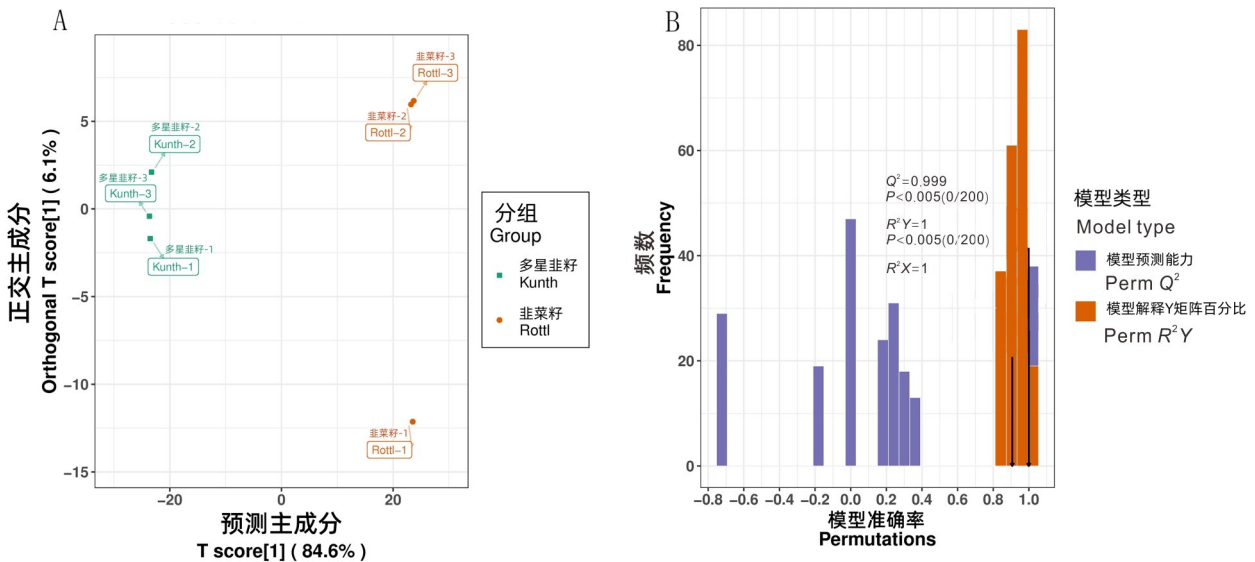 A
正交主成分
Orthogonal T score[1] ( 6.1% )
5
0
−5
−10
−15
韭菜籽-3
Rottl−3
韭菜籽-2
Rottl−2
多星韭籽-2
Kunth−2
多星韭籽-3
Kunth−3
多星韭籽-1
Kunth−1
韭菜籽-1
Rottl−1
−20
0
20
预测主成分
T score[1] ( 84.6% )
分组
Group
多星韭籽
Kunth
韭菜籽
Rottl
B
频数
Frequency
80
60
40
20
0
Q²=0.999
P<0.005(0/200)
R²Y=1
P<0.005(0/200)
R²X=1
−0.8 −0.6 −0.4 −0.2 0.0 0.2 0.4 0.6 0.8 1.0
模型准确率
Permutations
模型类型
Model type
模型预测能力
Perm Q²
模型解释Y矩阵百分比
Perm R²Y